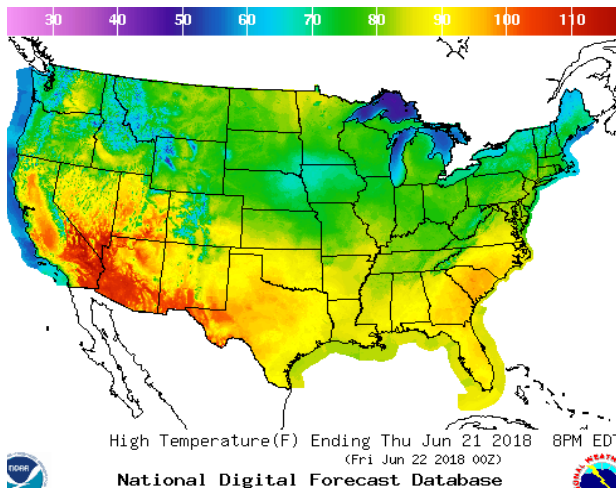 30 40 50 60 70 80 90 100 110
High Temperature(F) Ending Thu Jun 21 2018 8PM EDT
(Fri Jun 22 2018 00Z)
National Digital Forecast Database
noaa